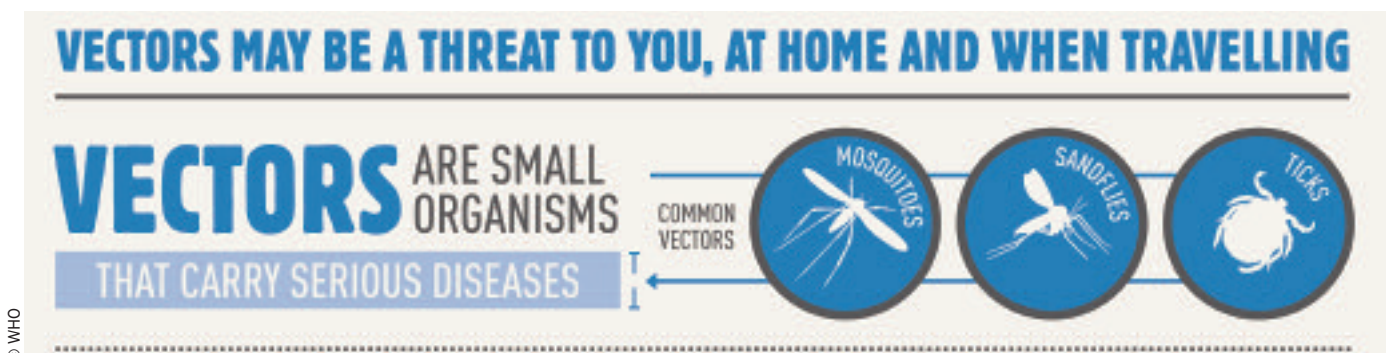 VECTORS MAY BE A THREAT TO YOU, AT HOME AND WHEN TRAVELLING
VECTORS
ARE SMALL
ORGANISMS
THAT CARRY SERIOUS DISEASES
COMMON
VECTORS
MOSQUITOES
SANDFLIES
TICKS
© WHO